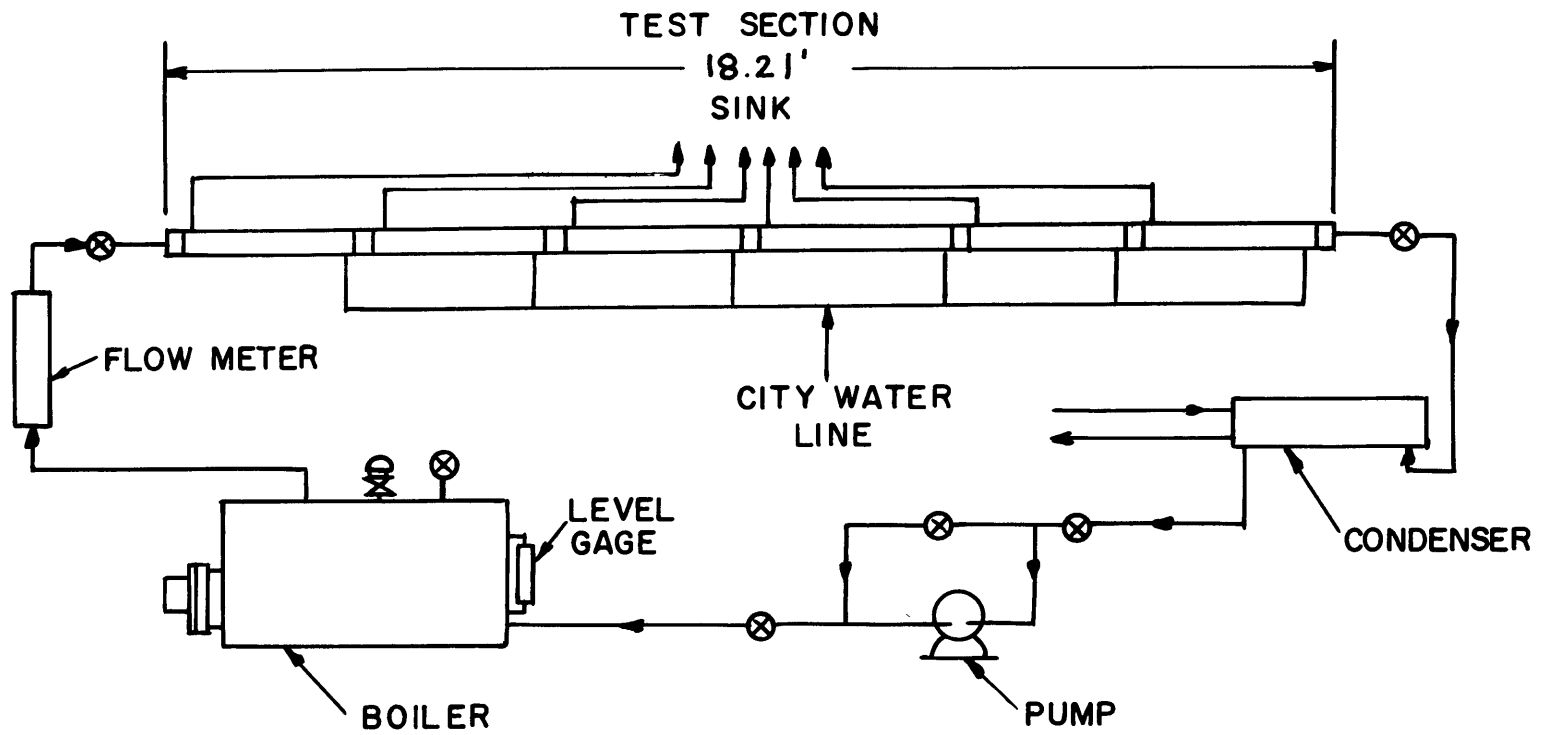 TEST SECTION
18.21'
SINK
FLOW METER
CITY WATER
LINE
LEVEL
GAGE
CONDENSER
BOILER
PUMP